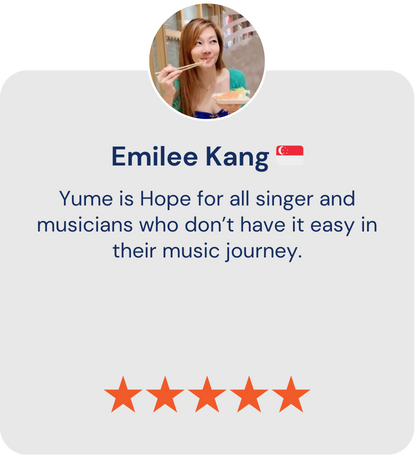 Emilee Kang
Yume is Hope for all singer and
musicians who don’t have it easy in
their music journey.